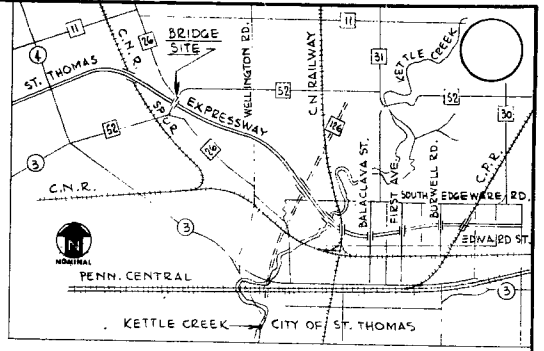 11
11
4
26
C.N.R.
BRIDGE
SITE
WELLINGTON RD.
C.N RAILWAY
31
KETTLE CREEK
ST. THOMAS
EXPRESSWAY
52
52
30
52
SPUR
26
126
3
BALACLAVA ST.
FIRST AVE.
BURWELL RD.
C.P.R.
C.N.R.
SOUTH EDGEWARE RD.
3
EDWARD ST.
N
NOMINAL
PENN. CENTRAL
3
KETTLE CREEK
CITY OF ST. THOMAS